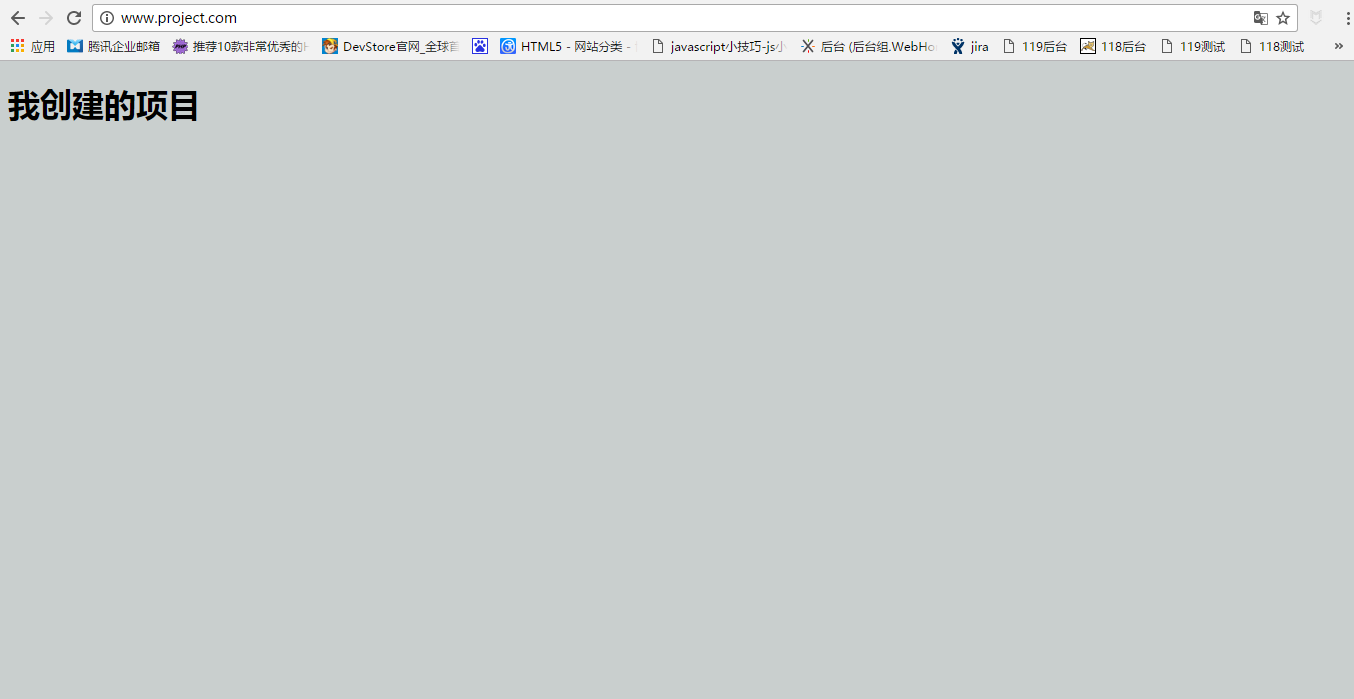 www.project.com
应用 腾讯企业邮箱 推荐10款非常优秀的 DevStore官网_全球 HTML5 - 网站分类 - javascript小技巧-js小 后台 (后台组.WebHo jira 119后台 118后台 119测试 118测试 »
我创建的项目